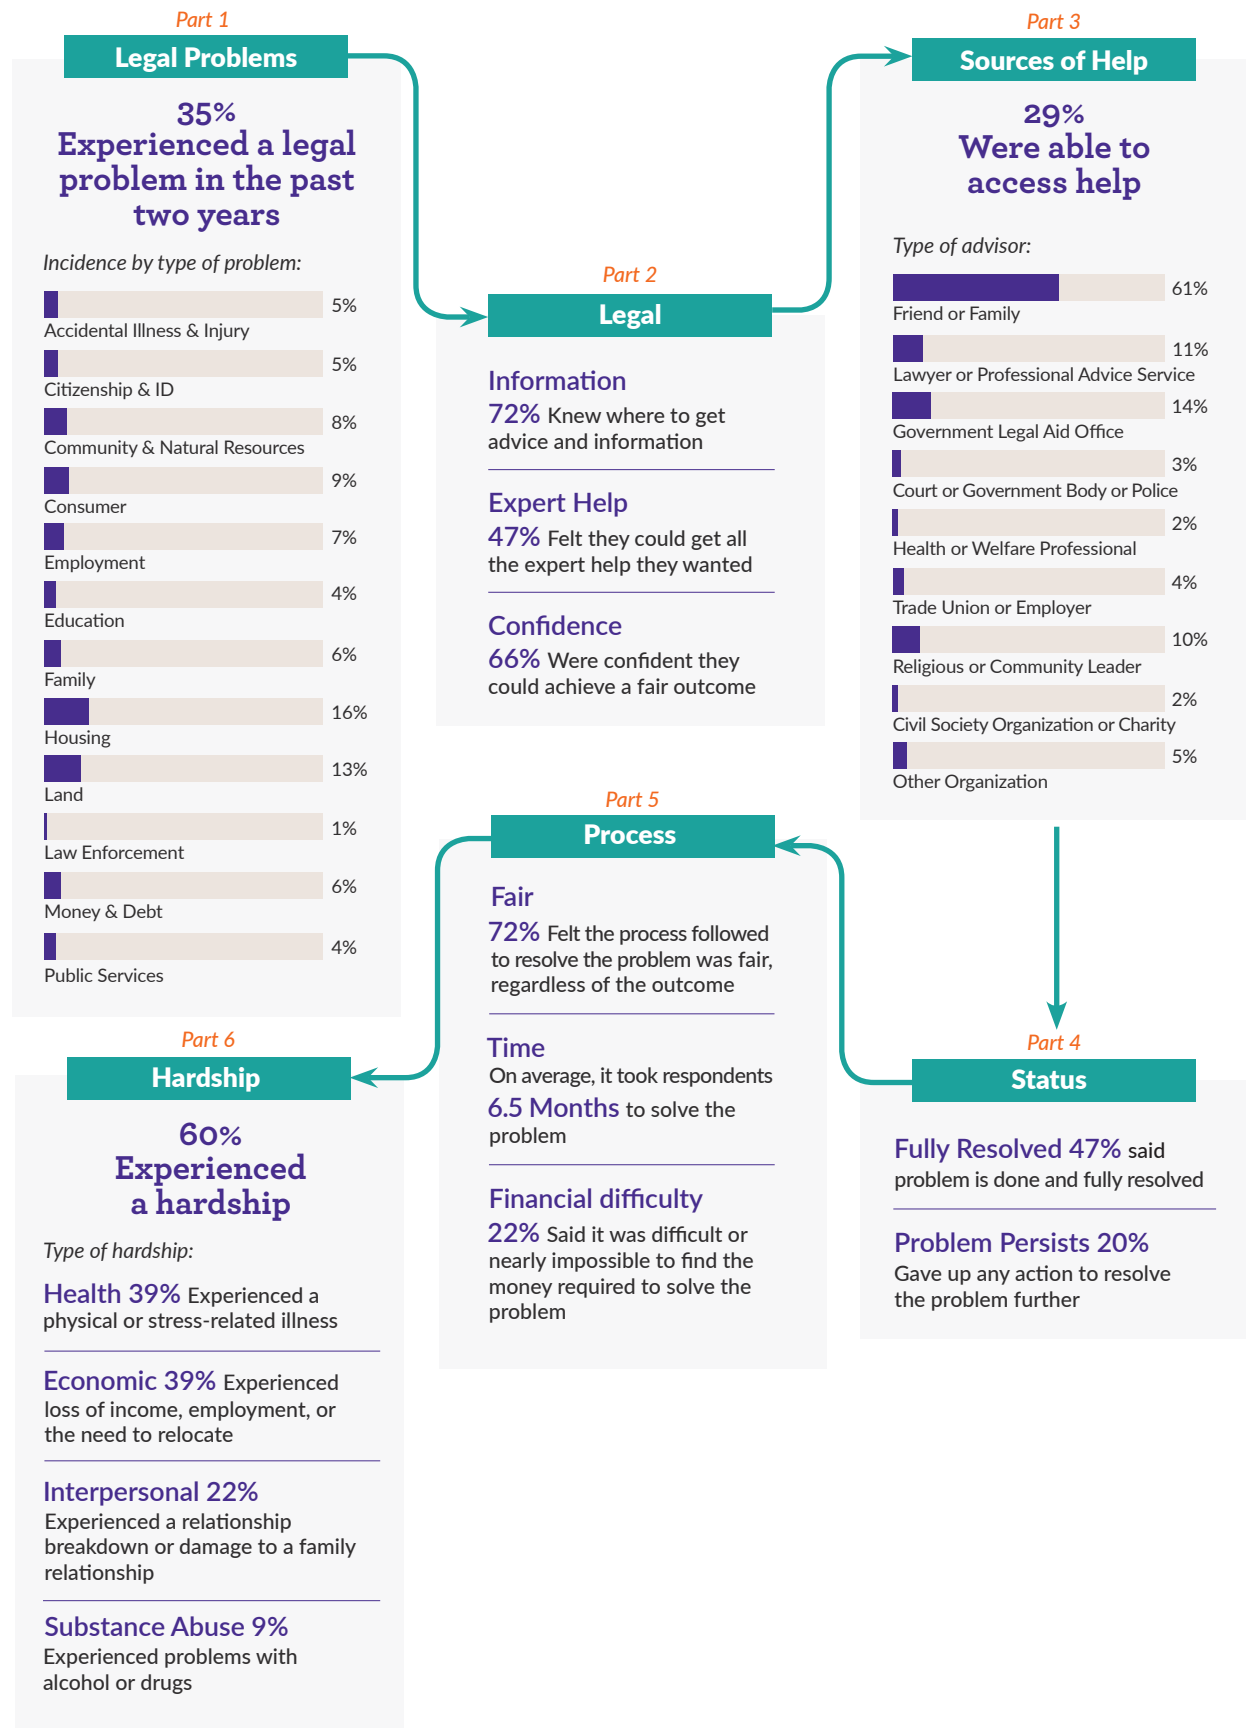 Part 1
Legal Problems
35%
Experienced a legal
problem in the past
two years
Incidence by type of problem:
5%
Accidental Illness & Injury
5%
Citizenship & ID
8%
Community & Natural Resources
9%
Consumer
7%
Employment
4%
Education
6%
Family
16%
Housing
13%
Land
1%
Law Enforcement
6%
Money & Debt
4%
Public Services
Part 2
Legal
Information
72% Knew where to get
advice and information
Expert Help
47% Felt they could get all
the expert help they wanted
Confidence
66% Were confident they
could achieve a fair outcome
Part 3
Sources of Help
29%
Were able to
access help
Type of advisor:
61%
Friend or Family
11%
Lawyer or Professional Advice Service
14%
Government Legal Aid Office
3%
Court or Government Body or Police
2%
Health or Welfare Professional
4%
Trade Union or Employer
10%
Religious or Community Leader
2%
Civil Society Organization or Charity
5%
Other Organization
Part 4
Status
Fully Resolved 47% said
problem is done and fully resolved
Problem Persists 20%
Gave up any action to resolve
the problem further
Part 5
Process
Fair
72% Felt the process followed
to resolve the problem was fair,
regardless of the outcome
Time
On average, it took respondents
6.5 Months to solve the
problem
Financial difficulty
22% Said it was difficult or
nearly impossible to find the
money required to solve the
problem
Part 6
Hardship
60%
Experienced
a hardship
Type of hardship:
Health 39% Experienced a
physical or stress-related illness
Economic 39% Experienced
loss of income, employment, or
the need to relocate
Interpersonal 22%
Experienced a relationship
breakdown or damage to a family
relationship
Substance Abuse 9%
Experienced problems with
alcohol or drugs